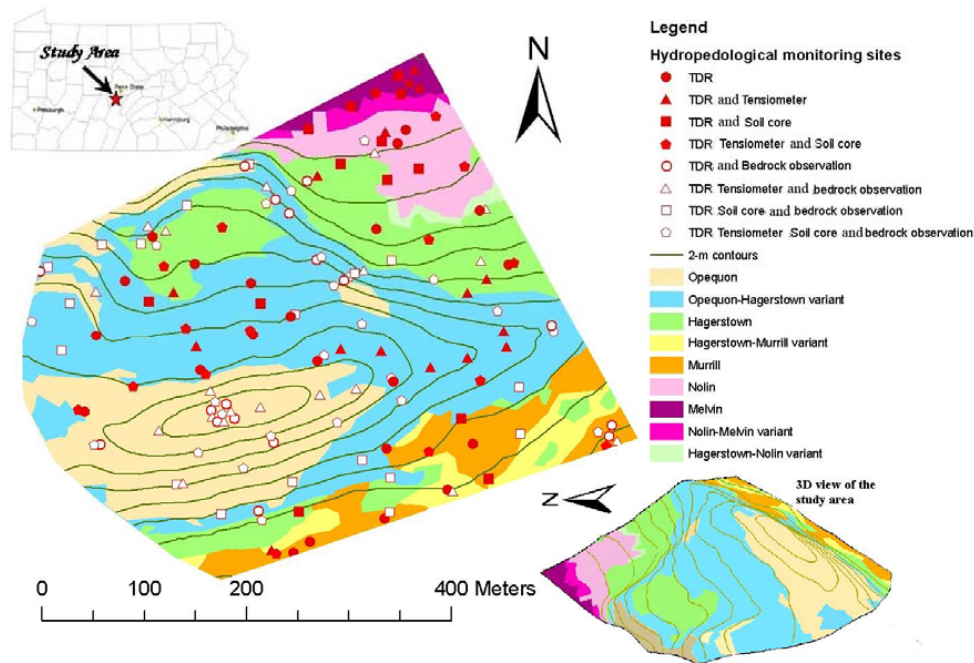 Study Area
Penn State
Pittsburgh
Harrisburg
Philadelphia
N
Legend
Hydropedological monitoring sites
TDR
TDR and Tensiometer
TDR and Soil core
TDR Tensiometer and Soil core
TDR and Bedrock observation
TDR Tensiometer and bedrock observation
TDR Soil core and bedrock observation
TDR Tensiometer Soil core and bedrock observation
2-m contours
Opequon
Opequon-Hagerstown variant
Hagerstown
Hagerstown-Murrill variant
Murrill
Nolin
Melvin
Nolin-Melvin variant
Hagerstown-Nolin variant
3D view of the
study area
N
0 100 200 400 Meters